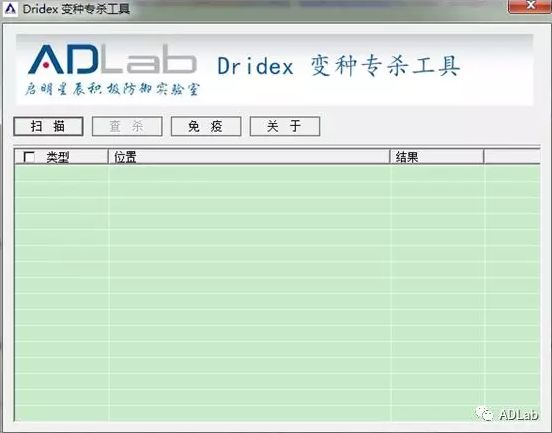 Dridex 变种专杀工具
ADLab Dridex 变种专杀工具
启明星辰积极防御实验室
扫 描 查 杀 免 疫 关 于
类型 位置 结果
ADLab